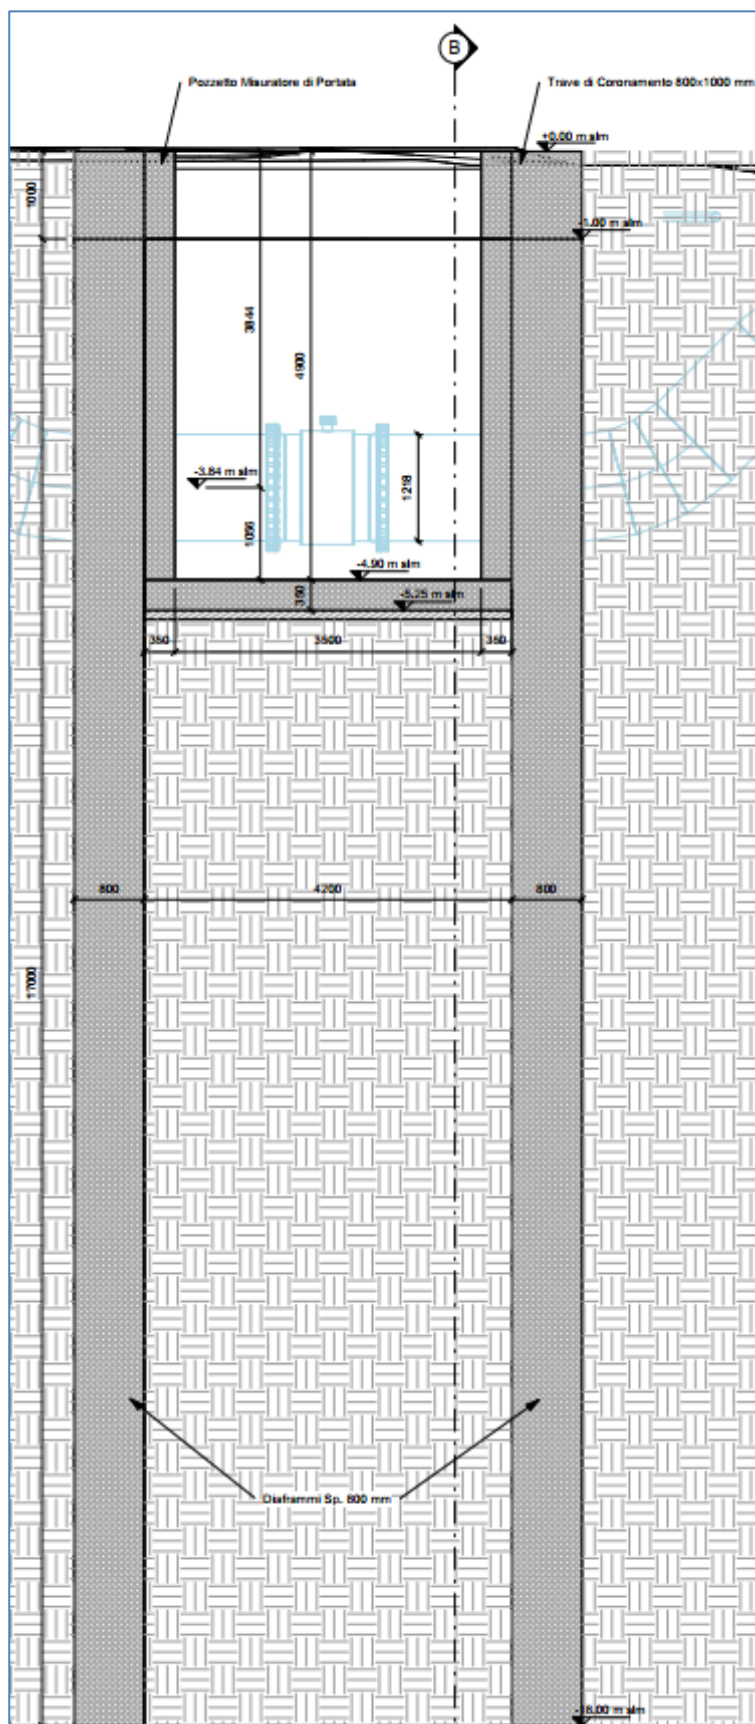 B
Pozzetto Misuratore di Portata
Trave di Coronamento 800x1000 mm
+0.00 m slm
1000
-1.00 m slm
3844
4900
-3.84 m slm
1218
1056
-4.90 m slm
350
-5.25 m slm
350
3500
350
800
4200
800
17000
Diaframmi Sp. 800 mm
-18.00 m slm